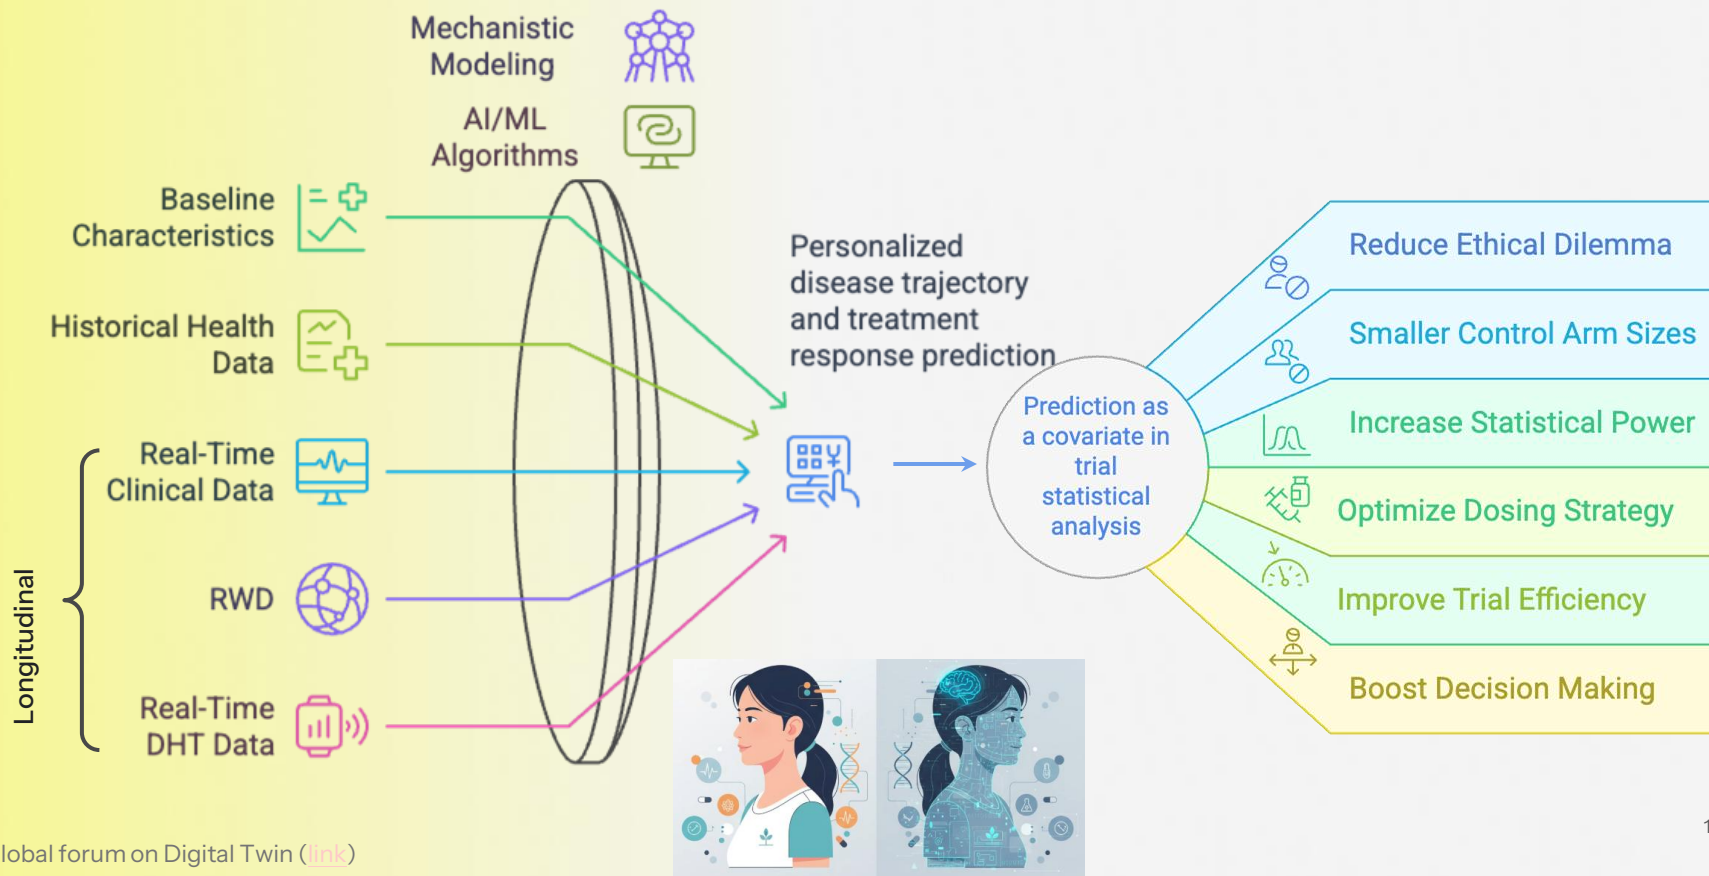 Mechanistic
Modeling
AI/ML
Algorithms
Baseline
Characteristics
Historical Health
Data
Real-Time
Clinical Data
RWD
Real-Time
DHT Data
Longitudinal
Personalized
disease trajectory
and treatment
response prediction
Prediction as
a covariate in
trial
statistical
analysis
Reduce Ethical Dilemma
Smaller Control Arm Sizes
Increase Statistical Power
Optimize Dosing Strategy
Improve Trial Efficiency
Boost Decision Making
lobal forum on Digital Twin (link)
1